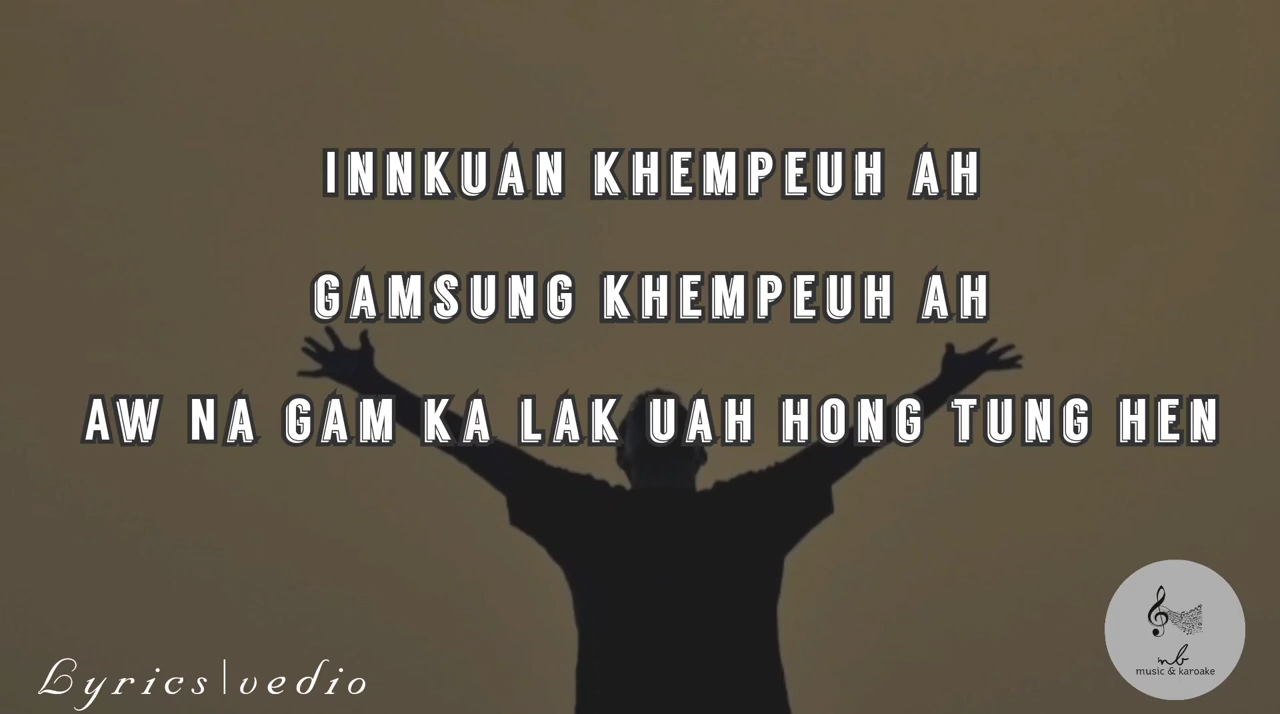 INNKUAN KHEMPEUH AH
GAMSUNG KHEMPEUH AH
AW NA GAM KA LAK UAH HONG TUNG HEN
Lyrics|vedio
nb
music & karoake